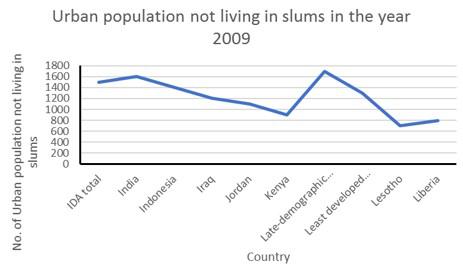 Urban population not living in slums in the year
2009
No. of Urban population not living in
slums
1800
1600
1400
1200
1000
800
600
400
200
0
IDA total
India
Indonesia
Iraq
Jordan
Kenya
Late-demographic...
Least developed...
Lesotho
Liberia
Country